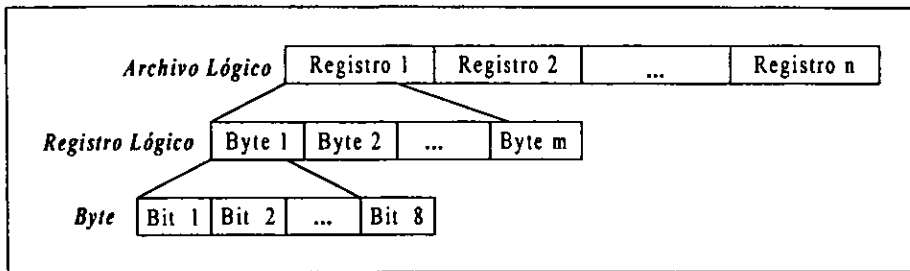 Archivo Lógico Registro 1 Registro 2 ... Registro n
Registro Lógico Byte 1 Byte 2 ... Byte m
Byte Bit 1 Bit 2 ... Bit 8